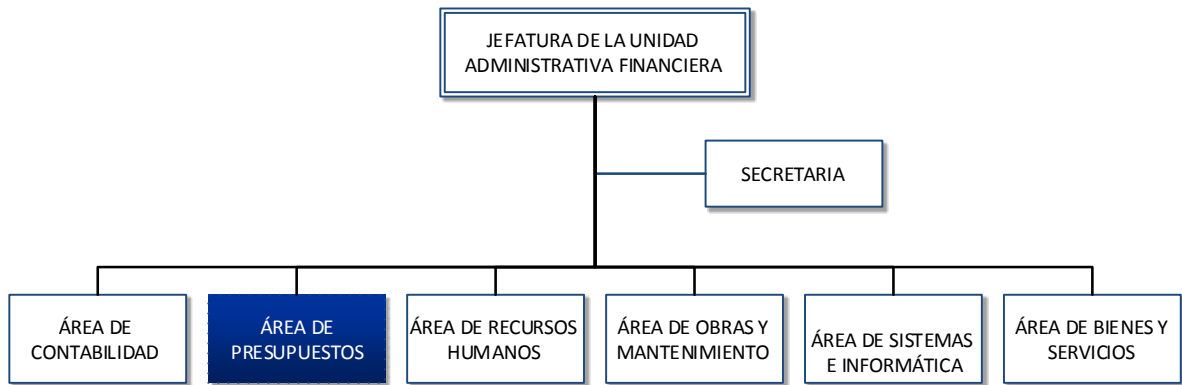 JEFATURA DE LA UNIDAD
ADMINISTRATIVA FINANCIERA
SECRETARIA
ÁREA DE
CONTABILIDAD
ÁREA DE
PRESUPUESTOS
ÁREA DE RECURSOS
HUMANOS
ÁREA DE OBRAS Y
MANTENIMIENTO
ÁREA DE SISTEMAS
E INFORMÁTICA
ÁREA DE BIENES Y
SERVICIOS